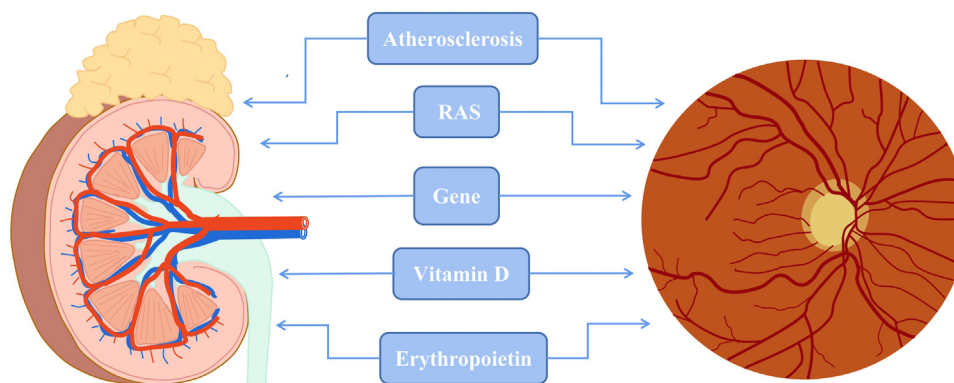 Atherosclerosis
RAS
Gene
Vitamin D
Erythropoietin